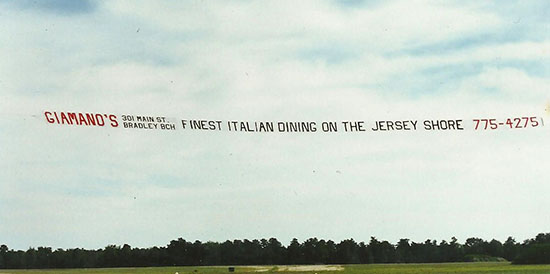 GIAMANO'S 301 MAIN ST. FINEST ITALIAN DINING ON THE JERSEY SHORE 775-4275
BRADLEY BCH